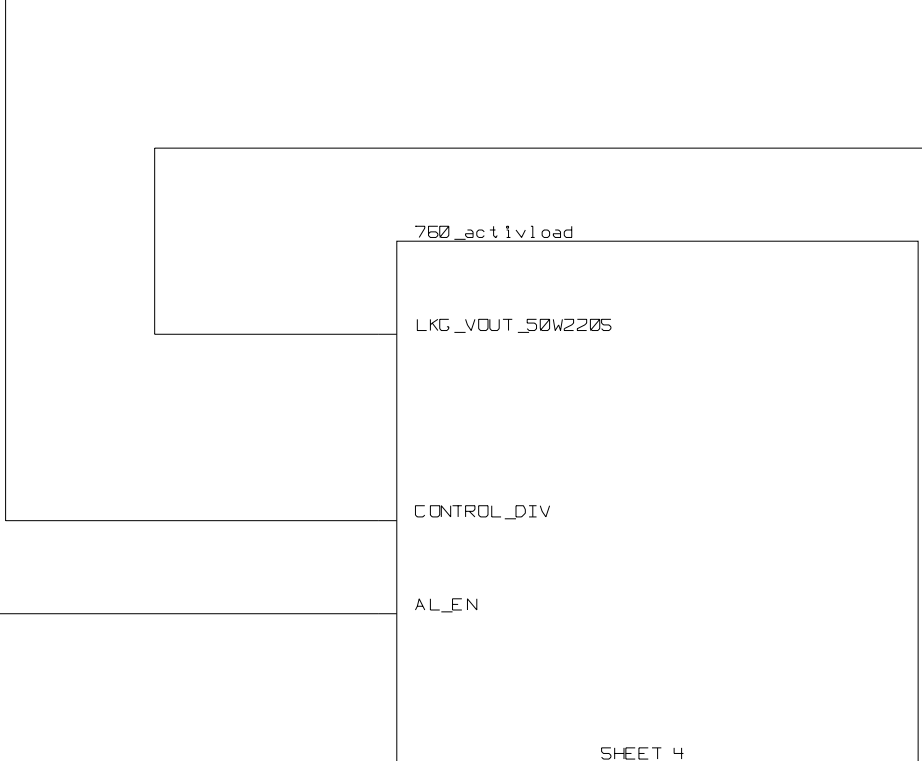 760_activload
LKG_VOUT_50W2205
CONTROL_DIV
AL_EN
SHEET 4